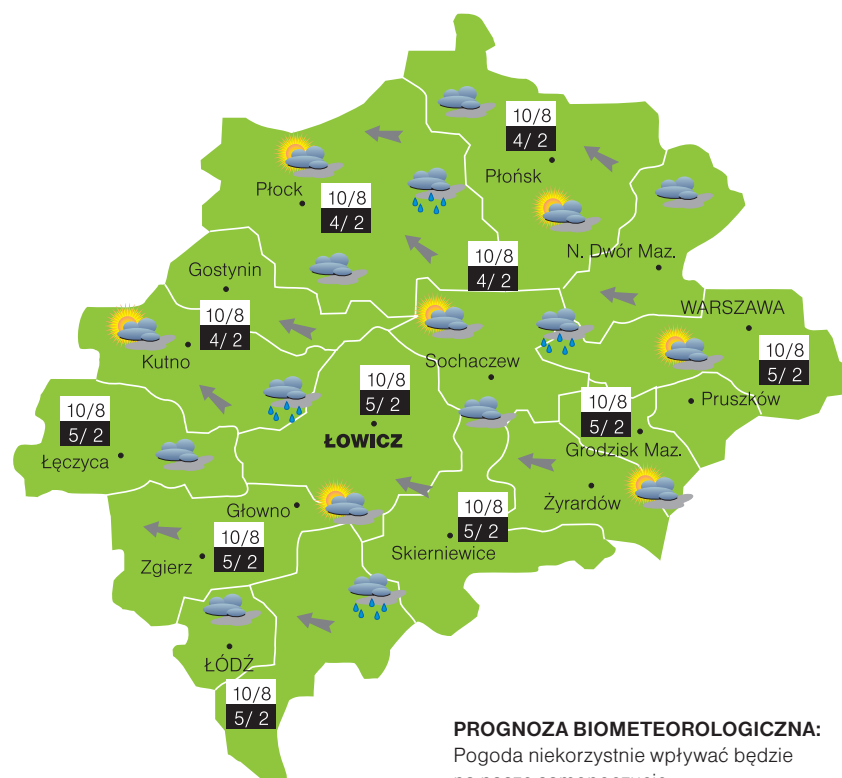 10/8
4/ 2
Płońsk
Płock
10/8
4/ 2
N. Dwór Maz.
10/8
4/ 2
Gostynin
10/8
4/ 2
Kutno
WARSZAWA
10/8
5/ 2
Sochaczew
10/8
5/ 2
ŁOWICZ
Pruszków
10/8
5/ 2
Grodzisk Maz.
10/8
5/ 2
Łęczyca
Żyrardów
Głowno
10/8
5/ 2
Skierniewice
10/8
5/ 2
Zgierz
ŁÓDŹ
10/8
5/ 2
PROGNOZA BIOMETEOROLOGICZNA:
Pogoda niekorzystnie wpływać będzie